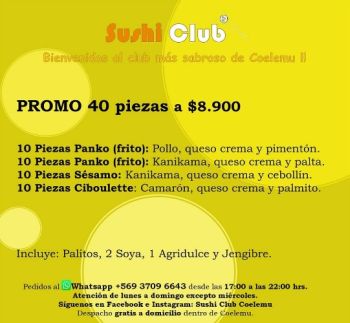 Sushi Club
Bienvenidos al club más sabroso de Coelemu !!
PROMO 40 piezas a $8.900
10 Piezas Panko (frito): Pollo, queso crema y pimentón.
10 Piezas Panko (frito): Kanikama, queso crema y palta.
10 Piezas Sésamo: Kanikama, queso crema y cebollín.
10 Piezas Ciboulette: Camarón, queso crema y palmito.
Incluye: Palitos, 2 Soya, 1 Agridulce y Jengibre.
Pedidos al Whatsapp +569 3709 6643 desde las 17:00 a las 22:00 hrs.
Atención de lunes a domingo excepto miércoles.
Síguenos en Facebook e Instagram: Sushi Club Coelemu
Despacho gratis a domicilio dentro de Coelemu.